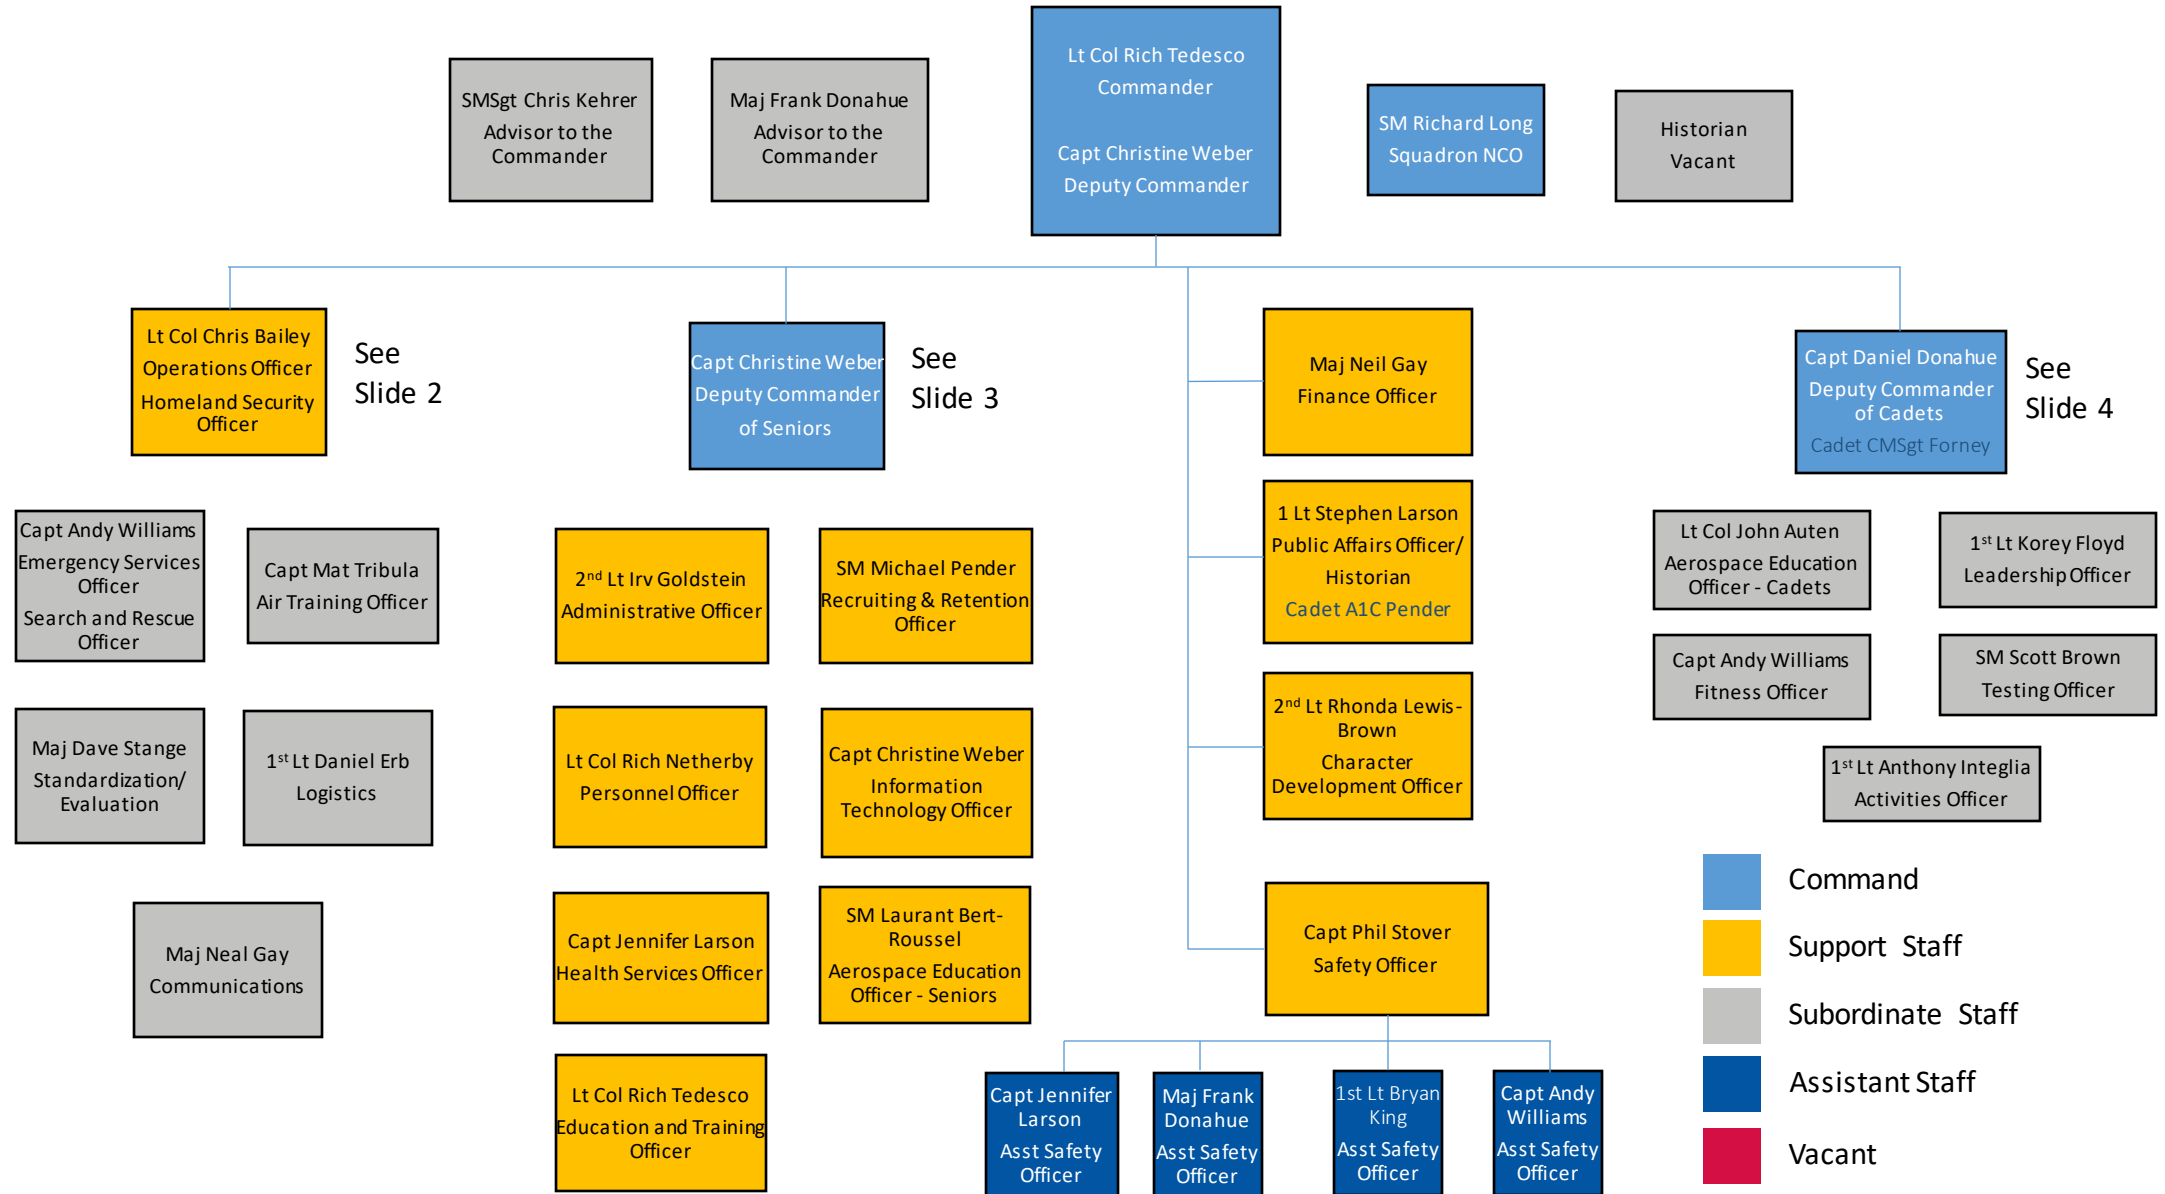 Lt Col Rich Tedesco
Commander
Capt Christine Weber
Deputy Commander
SMSgt Chris Kehrer
Advisor to the
Commander
Maj Frank Donahue
Advisor to the
Commander
SM Richard Long
Squadron NCO
Historian
Vacant
Lt Col Chris Bailey
Operations Officer
Homeland Security
Officer
See
Slide 2
Capt Christine Weber
Deputy Commander
of Seniors
See
Slide 3
Maj Neil Gay
Finance Officer
Capt Daniel Donahue
Deputy Commander
of Cadets
Cadet CMSgt Forney
See
Slide 4
Capt Andy Williams
Emergency Services
Officer
Search and Rescue
Officer
Capt Mat Tribula
Air Training Officer
Maj Dave Stange
Standardization/
Evaluation
1st Lt Daniel Erb
Logistics
Maj Neal Gay
Communications
2nd Lt Irv Goldstein
Administrative Officer
SM Michael Pender
Recruiting & Retention
Officer
Lt Col Rich Netherby
Personnel Officer
Capt Christine Weber
Information
Technology Officer
Capt Jennifer Larson
Health Services Officer
SM Laurant Bert-
Roussel
Aerospace Education
Officer - Seniors
Lt Col Rich Tedesco
Education and Training
Officer
1 Lt Stephen Larson
Public Affairs Officer/
Historian
Cadet A1C Pender
2nd Lt Rhonda Lewis-
Brown
Character
Development Officer
Capt Phil Stover
Safety Officer
Capt Jennifer
Larson
Asst Safety
Officer
Maj Frank
Donahue
Asst Safety
Officer
1st Lt Bryan
King
Asst Safety
Officer
Capt Andy
Williams
Asst Safety
Officer
Lt Col John Auten
Aerospace Education
Officer - Cadets
1st Lt Korey Floyd
Leadership Officer
Capt Andy Williams
Fitness Officer
SM Scott Brown
Testing Officer
1st Lt Anthony Integlia
Activities Officer
Command
Support Staff
Subordinate Staff
Assistant Staff
Vacant